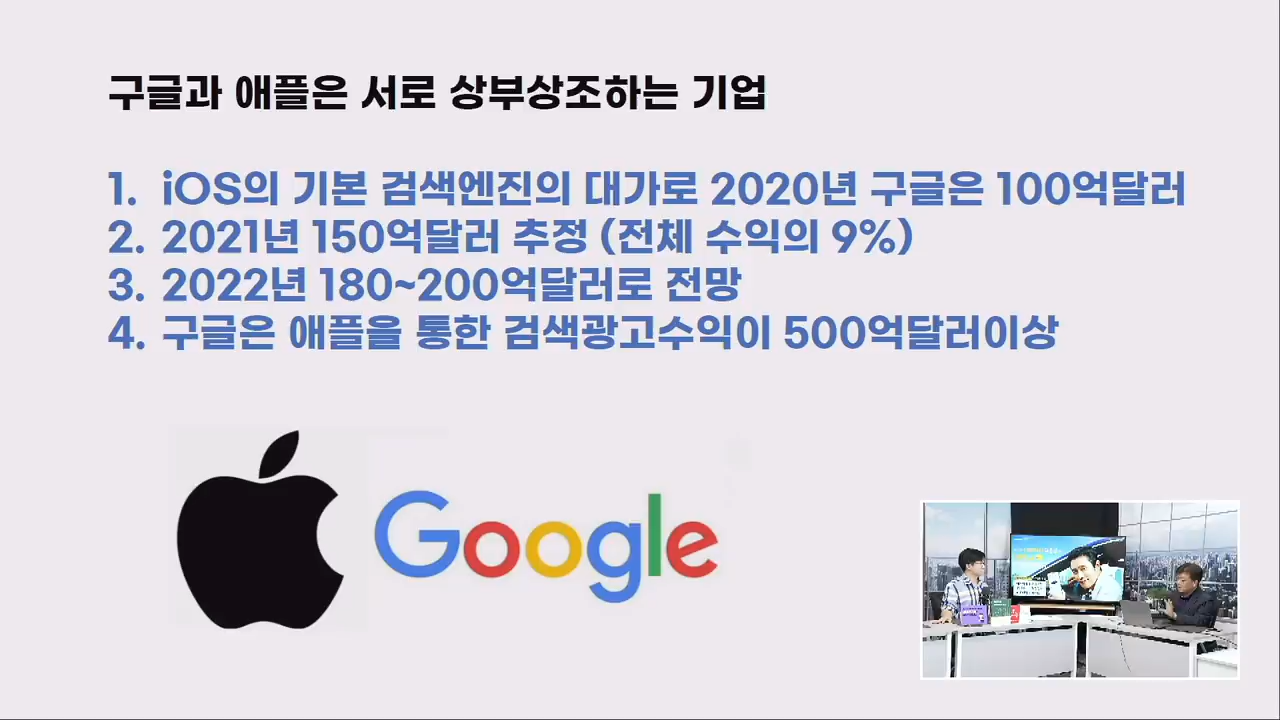 구글과 애플은 서로 상부상조하는 기업
1. iOS의 기본 검색엔진의 대가로 2020년 구글은 100억달러
2. 2021년 150억달러 추정 (전체 수익의 9%)
3. 2022년 180~200억달러로 전망
4. 구글은 애플을 통한 검색광고수익이 500억달러이상
Google